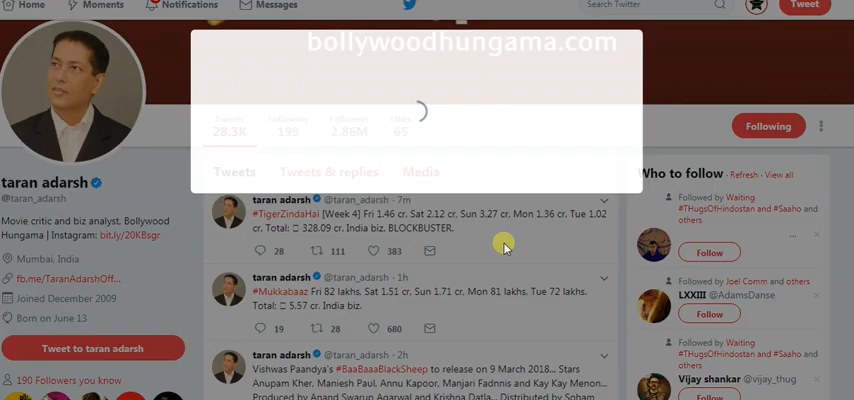 Home Moments Notifications Messages Search Twitter Tweet
bollywoodhungama.com
Tweets Following Followers Likes
28.3K 199 2.86M 65
Following
Tweets Tweets & replies Media
Who to follow · Refresh · View all
taran adarsh
@taran_adarsh
Movie critic and biz analyst, Bollywood
Hungama | Instagram: bit.ly/20KBsgr
Mumbai, India
fb.me/TaranAdarshOff...
Joined December 2009
Born on June 13
Tweet to taran adarsh
190 Followers you know
taran adarsh @taran_adarsh · 7m
#TigerZindaHai [Week 4] Fri 1.46 cr, Sat 2.12 cr, Sun 3.27 cr, Mon 1.36 cr, Tue 1.02
cr. Total: 328.09 cr. India biz. BLOCKBUSTER.
28 111 383
taran adarsh @taran_adarsh · 1h
#Mukkabaaz Fri 82 lakhs, Sat 1.51 cr, Sun 1.71 cr, Mon 81 lakhs, Tue 72 lakhs.
Total: 5.57 cr. India biz.
19 28 680
taran adarsh @taran_adarsh · 2h
Vishwas Paandya's #BaaBaaaBlackSheep to release on 9 March 2018... Stars
Anupam Kher, Maniesh Paul, Annu Kapoor, Manjari Fadnnis and Kay Kay Menon...
Produced by Anand Swarup Agarwal and Krishna Datla... Distributed by Soham
Followed by Waiting
#THugsOfHindostan and #Saaho and
others
...
Follow
Followed by Joel Comm and others
LXXIII @AdamsDanse
Follow
Followed by Waiting
#THugsOfHindostan and #Saaho and
others
Vijay shankar @vijay_thug
Follow